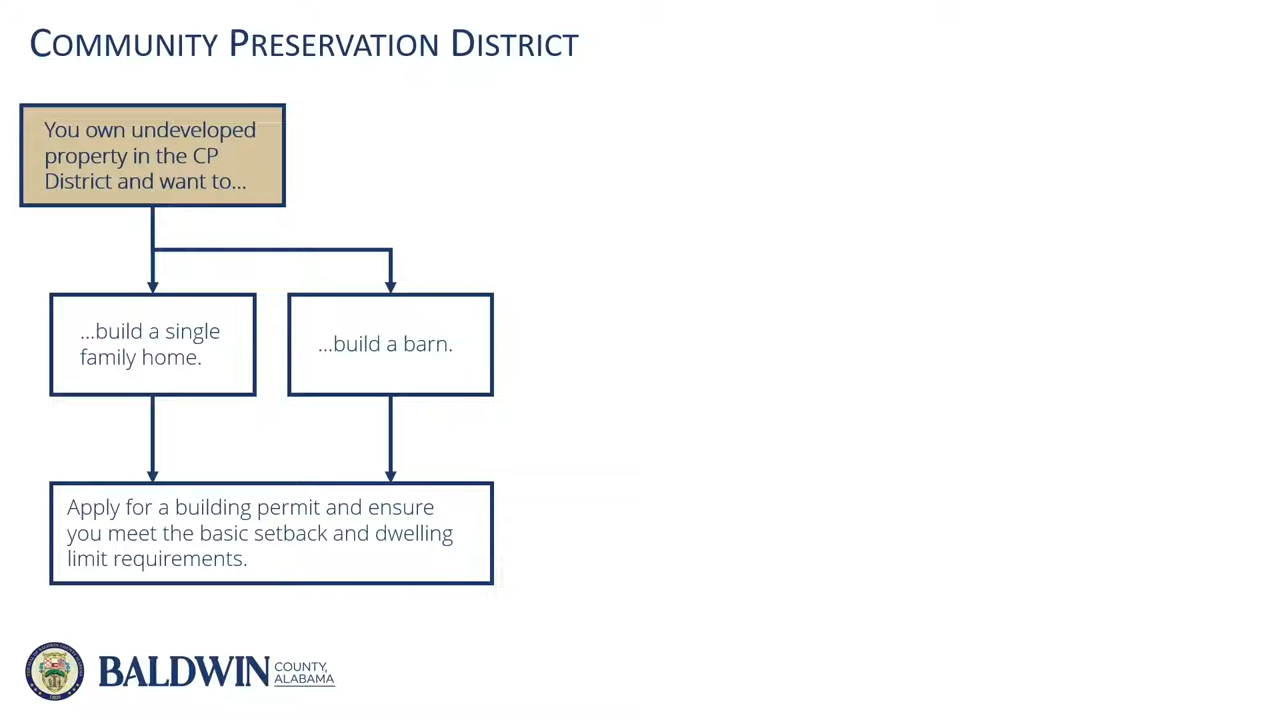 COMMUNITY PRESERVATION DISTRICT
You own undeveloped
property in the CP
District and want to...
...build a single
family home.
...build a barn.
Apply for a building permit and ensure
you meet the basic setback and dwelling
limit requirements.
BALDWIN
COUNTY,
ALABAMA